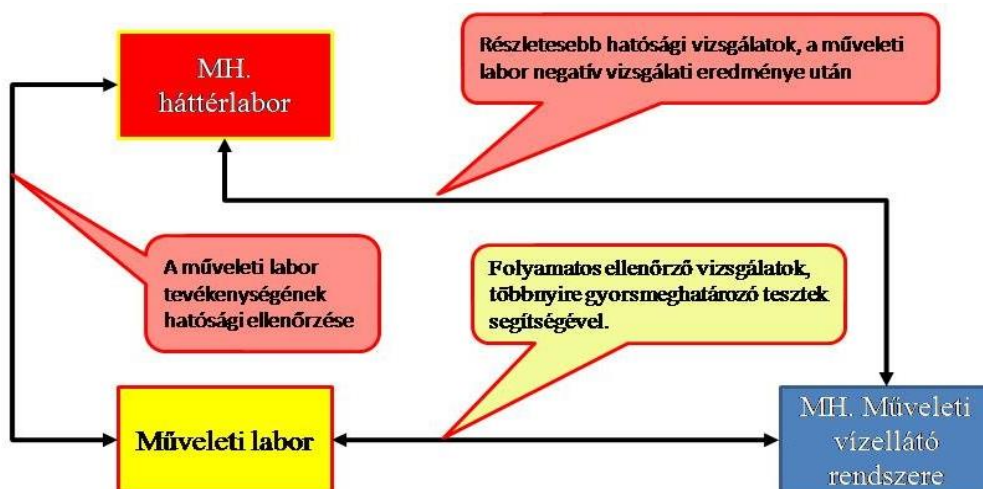 Részletesebb hatósági vizsgálatok, a műveleti
labor negatív vizsgálati eredménye után
MH.
háttérlabor
A műveleti labor
tevékenységének
hatósági ellenőrzése
Folyamatos ellenőrző vizsgálatok,
többnyire gyorsmeghatározó tesztek
segítségével.
Műveleti labor
MH. Műveleti
vízellátó
rendszere